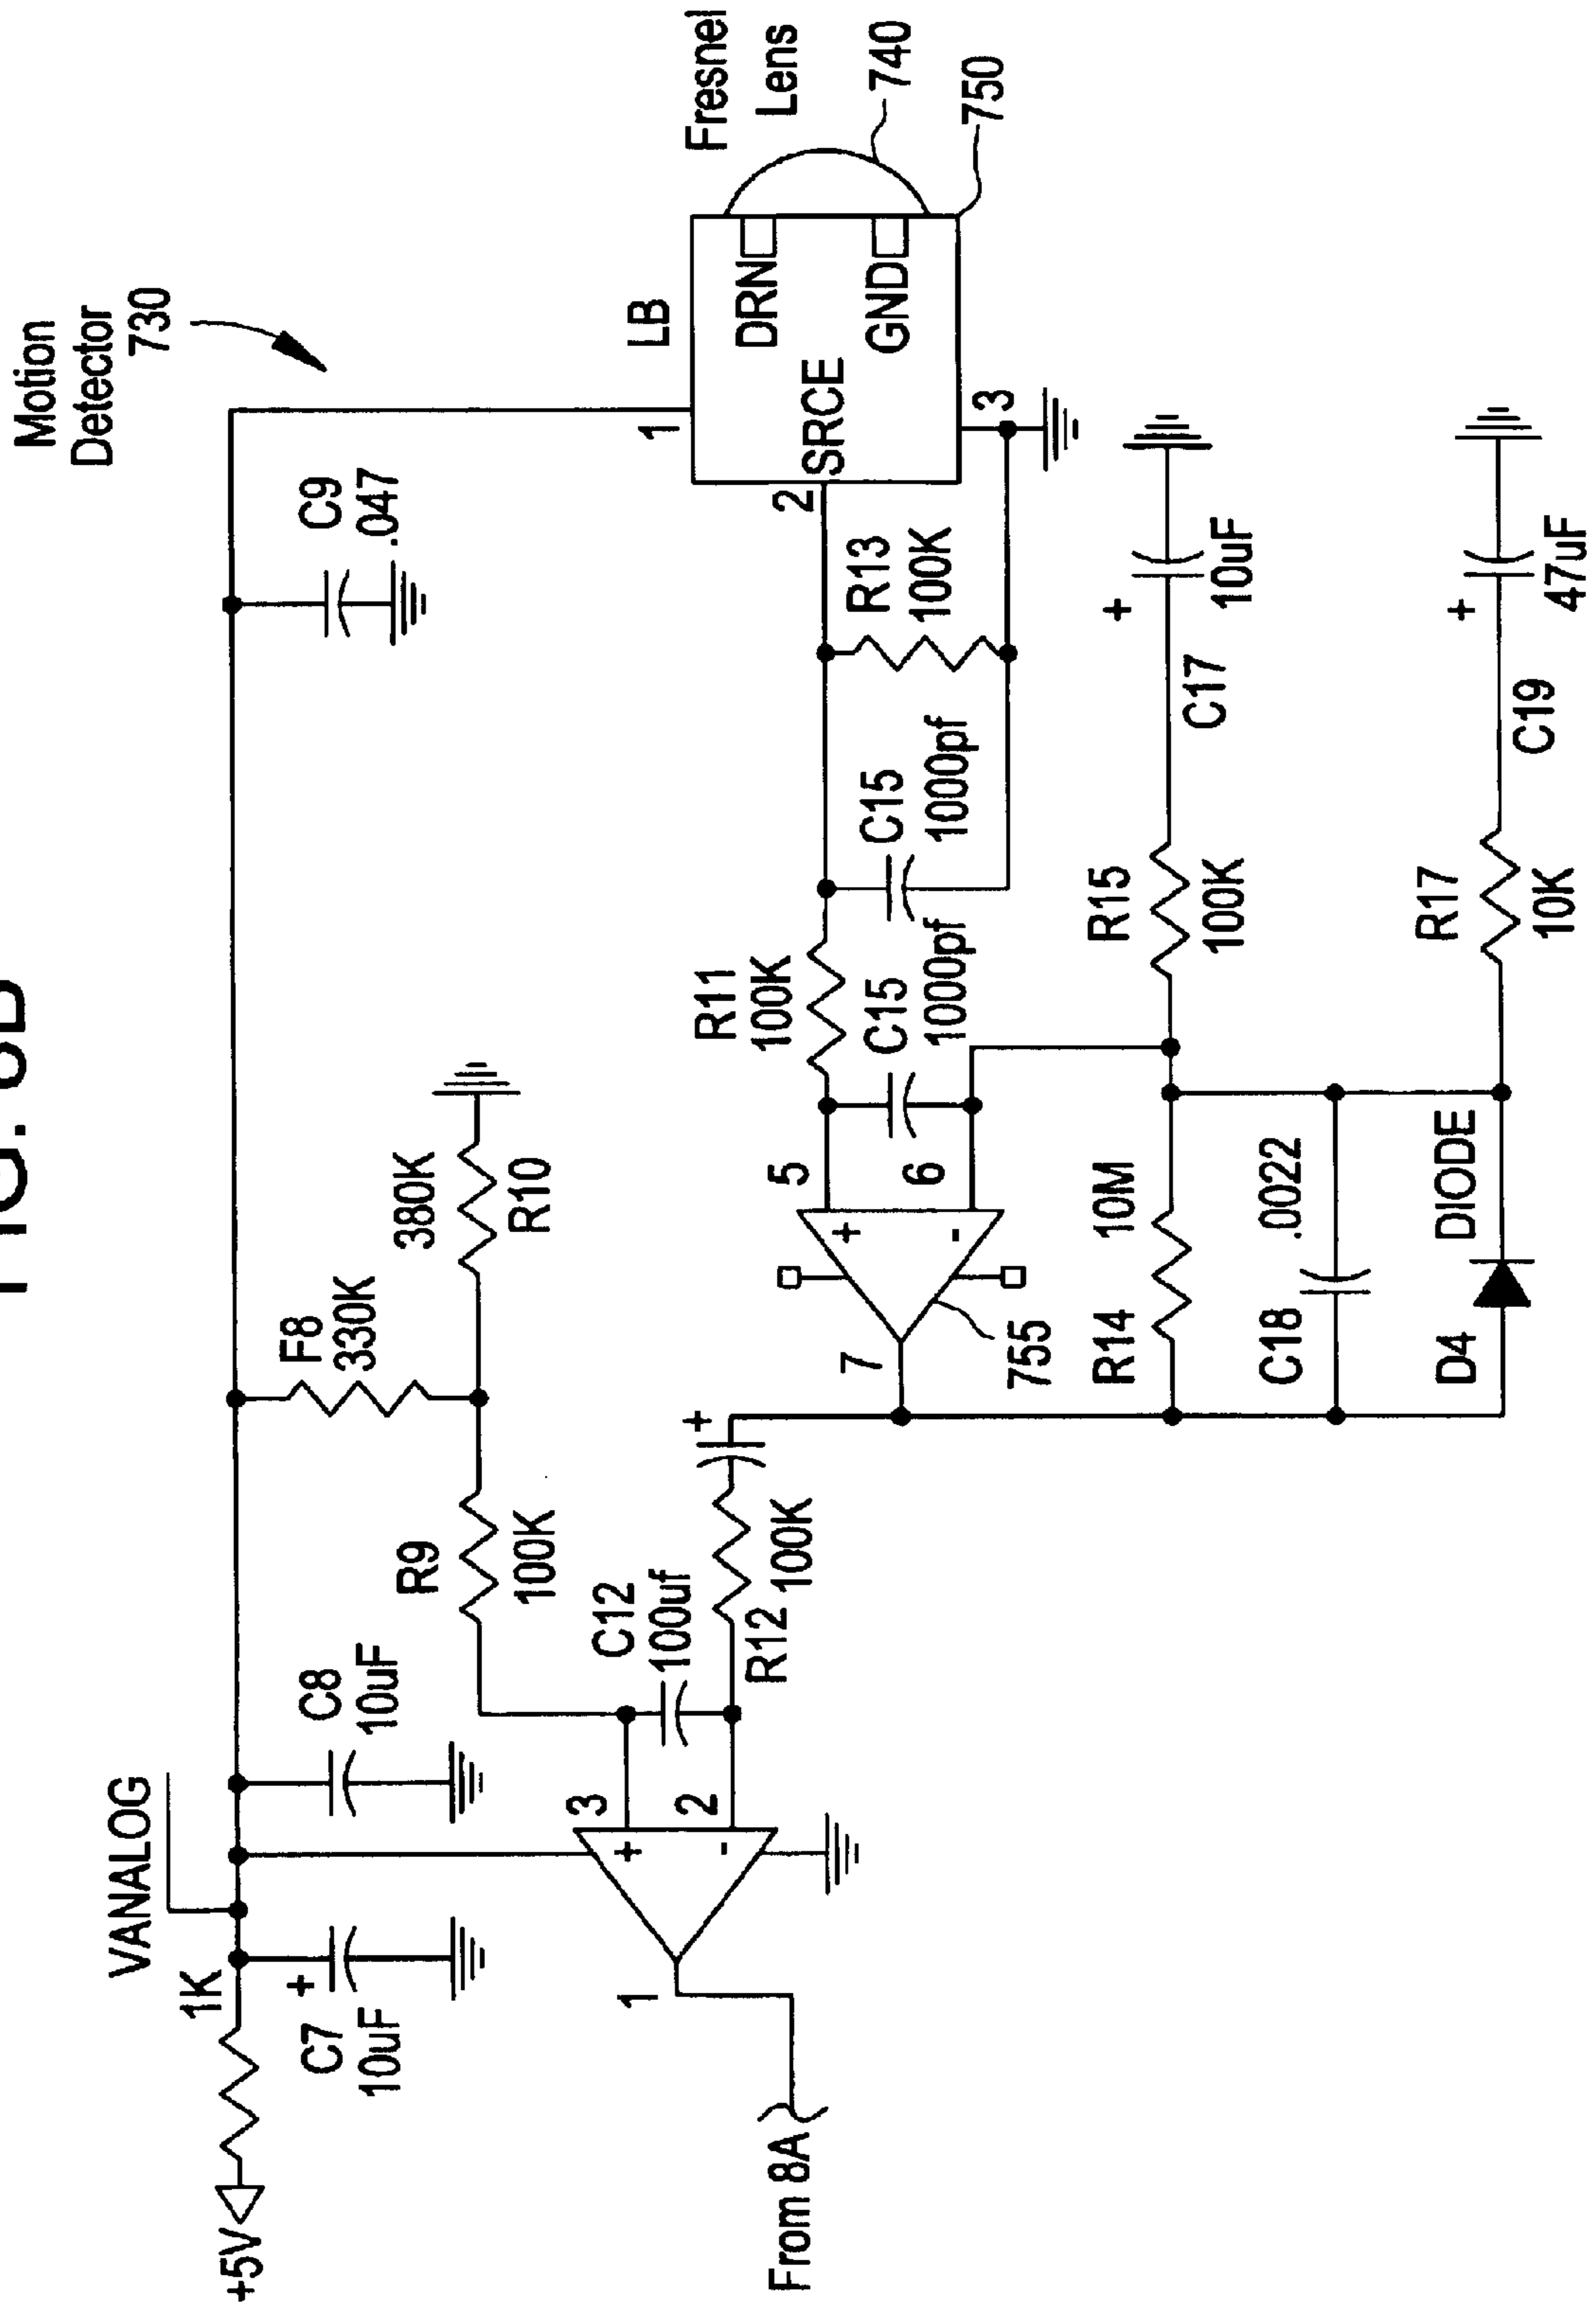 Motion
Detector
730
VANALOG
1K
+5V
C7
10uF
+
C8
10uF
F8
330K
380K
R10
R9
100K
C9
.047
1
LB
DRN
GND
SRCE
2
3
Fresnel
Lens
740
750
C12
100uf
3
2
+
-
1
From 8A
R12
100K
+
7
5
6
+
-
755
R11
100K
C15
1000pf
C15
1000pf
R13
100K
R14
10M
R15
100K
C17
+
10uF
C18
.0022
D4
DIODE
R17
10K
C19
+
47uF